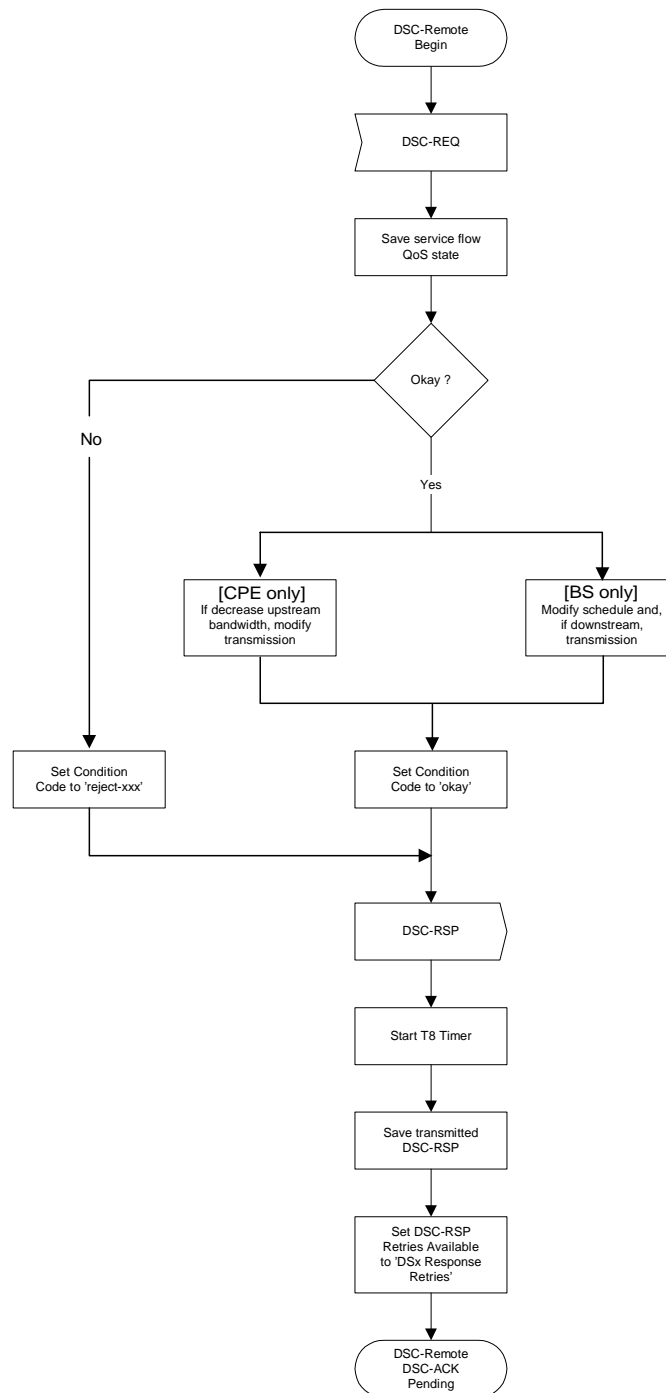 DSC-Remote
Begin
DSC-REQ
Save service flow
QoS state
Okay ?
No
Yes
[CPE only]
If decrease upstream
bandwidth, modify
transmission
[BS only]
Modify schedule and,
if downstream,
transmission
Set Condition
Code to 'reject-xxx'
Set Condition
Code to 'okay'
DSC-RSP
Start T8 Timer
Save transmitted
DSC-RSP
Set DSC-RSP
Retries Available
to 'DSx Response
Retries'
DSC-Remote
DSC-ACK
Pending